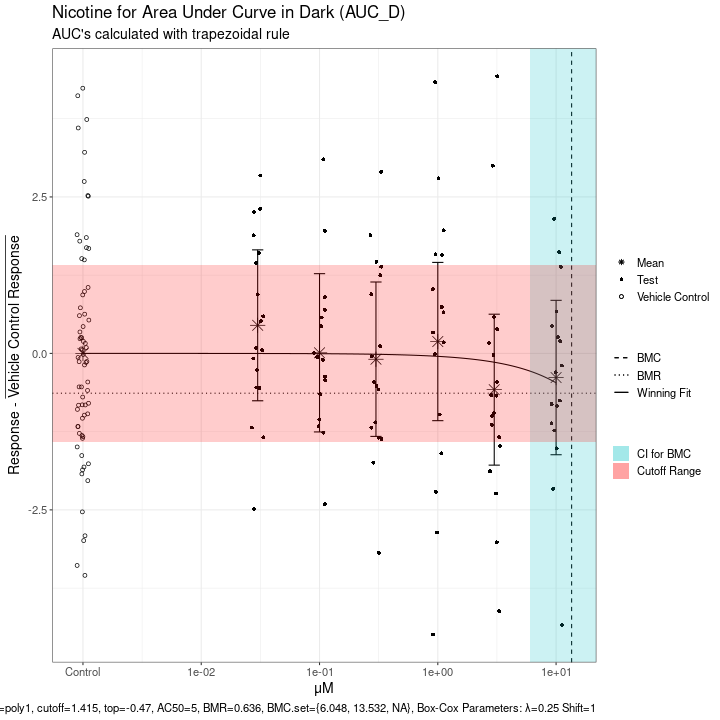 Nicotine for Area Under Curve in Dark (AUC_D)
AUC's calculated with trapezoidal rule
Response - Vehicle Control Response
2.5
0.0
-2.5
Control
1e-02
1e-01
1e+00
1e+01
μM
Mean
Test
Vehicle Control
BMC
BMR
Winning Fit
CI for BMC
Cutoff Range
=poly1, cutoff=1.415, top=-0.47, AC50=5, BMR=0.636, BMC.set={6.048, 13.532, NA}, Box-Cox Parameters: λ=0.25 Shift=1